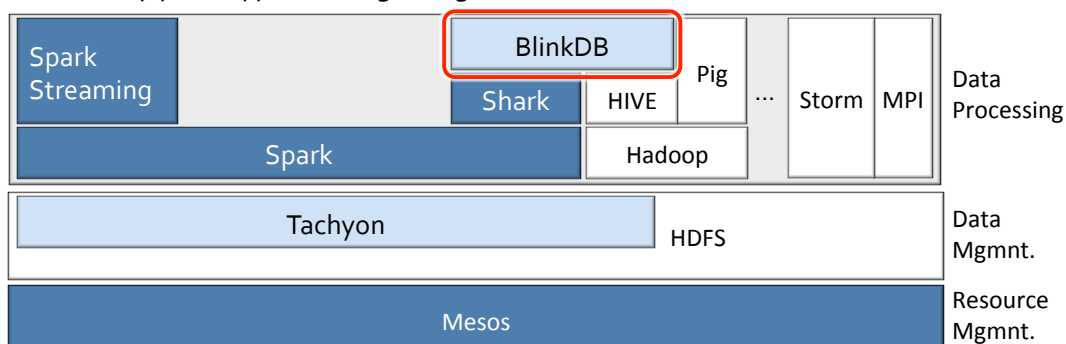 Spark
Streaming
BlinkDB
Shark
HIVE
Pig
...
Storm
MPI
Data
Processing
Spark
Hadoop
Tachyon
HDFS
Data
Mgmnt.
Mesos
Resource
Mgmnt.